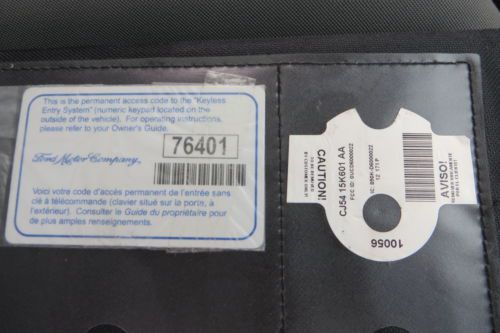 This is the permanent access code to the "Keyless
Entry System" (numeric keypad located on the
outside of the vehicle). For operating instructions,
please refer to your Owner's Guide.
76401
Ford Motor Company,
Voici votre code d'accès permanent de l'entrée sans
clé à télécommande (clavier situé sur la porte, à
l'extérieur). Consulter le Guide du propriétaire pour
de plus amples renseignements.
CAUTION!
CJ54 15K601 AA
10056
AVISO!